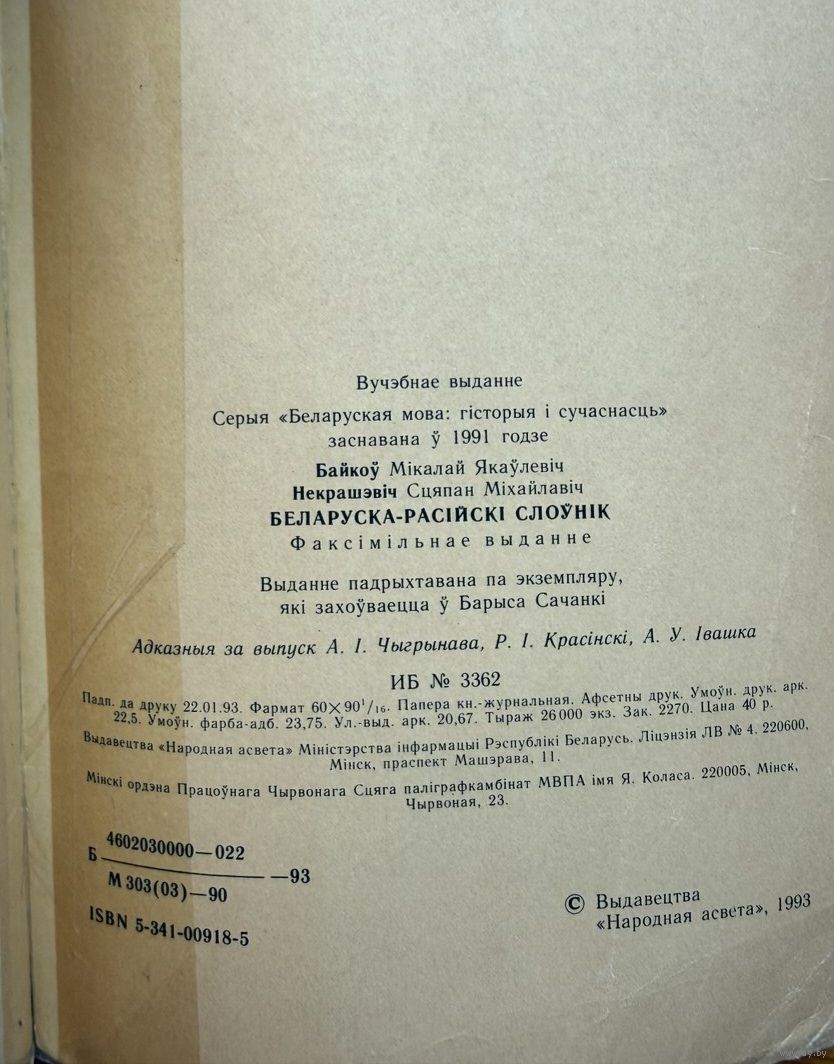 Вучэбнае выданне
Серыя «Беларуская мова: гісторыя і сучаснасць»
заснавана ў 1991 годзе
Байкоў Мікалай Якаўлевіч
Некрашэвіч Сцяпан Міхайлавіч
БЕЛАРУСКА-РАСІЙСКІ СЛОЎНІК
Факсімільнае выданне
Выданне падрыхтавана па экземпляру,
які захоўваецца ў Барыса Сачанкі
Адказныя за выпуск А. І. Чыгрынава, Р. І. Красінскі, А. У. Івашка
ИБ № 3362
Падп. да друку 22.01.93. Фармат 60×90¹/₁₆. Папера кн.-журнальная. Афсетны друк. Умоўн. друк. арк.
22,5. Умоўн. фарба-адб. 23,75. Ул.-выд. арк. 20,67. Тыраж 26 000 экз. Зак. 2270. Цана 40 р.
Выдавецтва «Народная асвета» Міністэрства інфармацыі Рэспублікі Беларусь. Ліцэнзія ЛВ № 4. 220600,
Мінск, праспект Машэрава, 11.
Мінскі ордэна Працоўнага Чырвонага Сцяга паліграфкамбінат МВПА імя Я. Коласа. 220005, Мінск,
Чырвоная, 23.
4602030000—022
Б —93
М 303(03)—90
ISBN 5-341-00918-5
© Выдавецтва
«Народная асвета», 1993